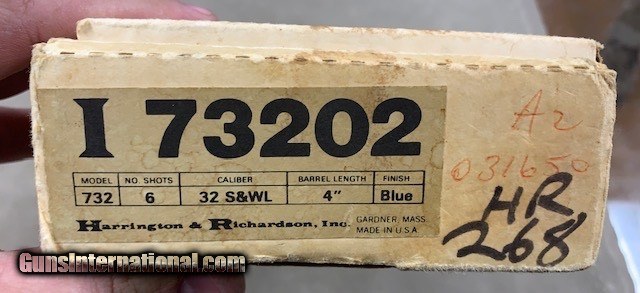 I 73202
MODEL NO. SHOTS CALIBER BARREL LENGTH FINISH
732 6 32 S&WL 4" Blue
Harrington & Richardson, Inc. GARDNER, MASS.
MADE IN U.S.A.
A2
031650
HR
268
GunsInternational.com